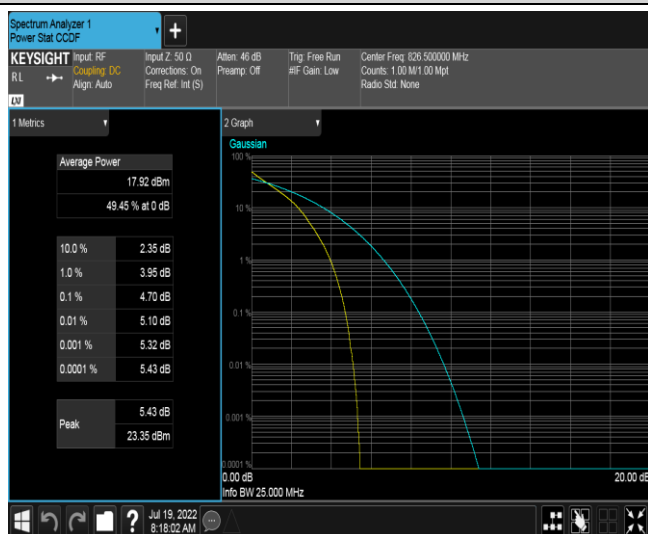 Spectrum Analyzer 1
Power Stat CCDF
+
KEYSIGHT
RL
LXI
Input: RF
Coupling: DC
Align: Auto
Input Z: 50 Ω
Corrections: On
Freq Ref: Int (S)
Atten: 46 dB
Preamp: Off
Trig: Free Run
#IF Gain: Low
Center Freq: 826.500000 MHz
Counts: 1.00 M/1.00 Mpt
Radio Std: None
1 Metrics
Average Power
17.92 dBm
49.45 % at 0 dB
10.0 % 2.35 dB
1.0 % 3.95 dB
0.1 % 4.70 dB
0.01 % 5.10 dB
0.001 % 5.32 dB
0.0001 % 5.43 dB
Peak
5.43 dB
23.35 dBm
2 Graph
Gaussian
100 %
10 %
1 %
0.1 %
0.01 %
0.001 %
0.0001 %
0.00 dB 20.00 dB
Info BW 25.000 MHz
?
Jul 19, 2022
8:18:02 AM